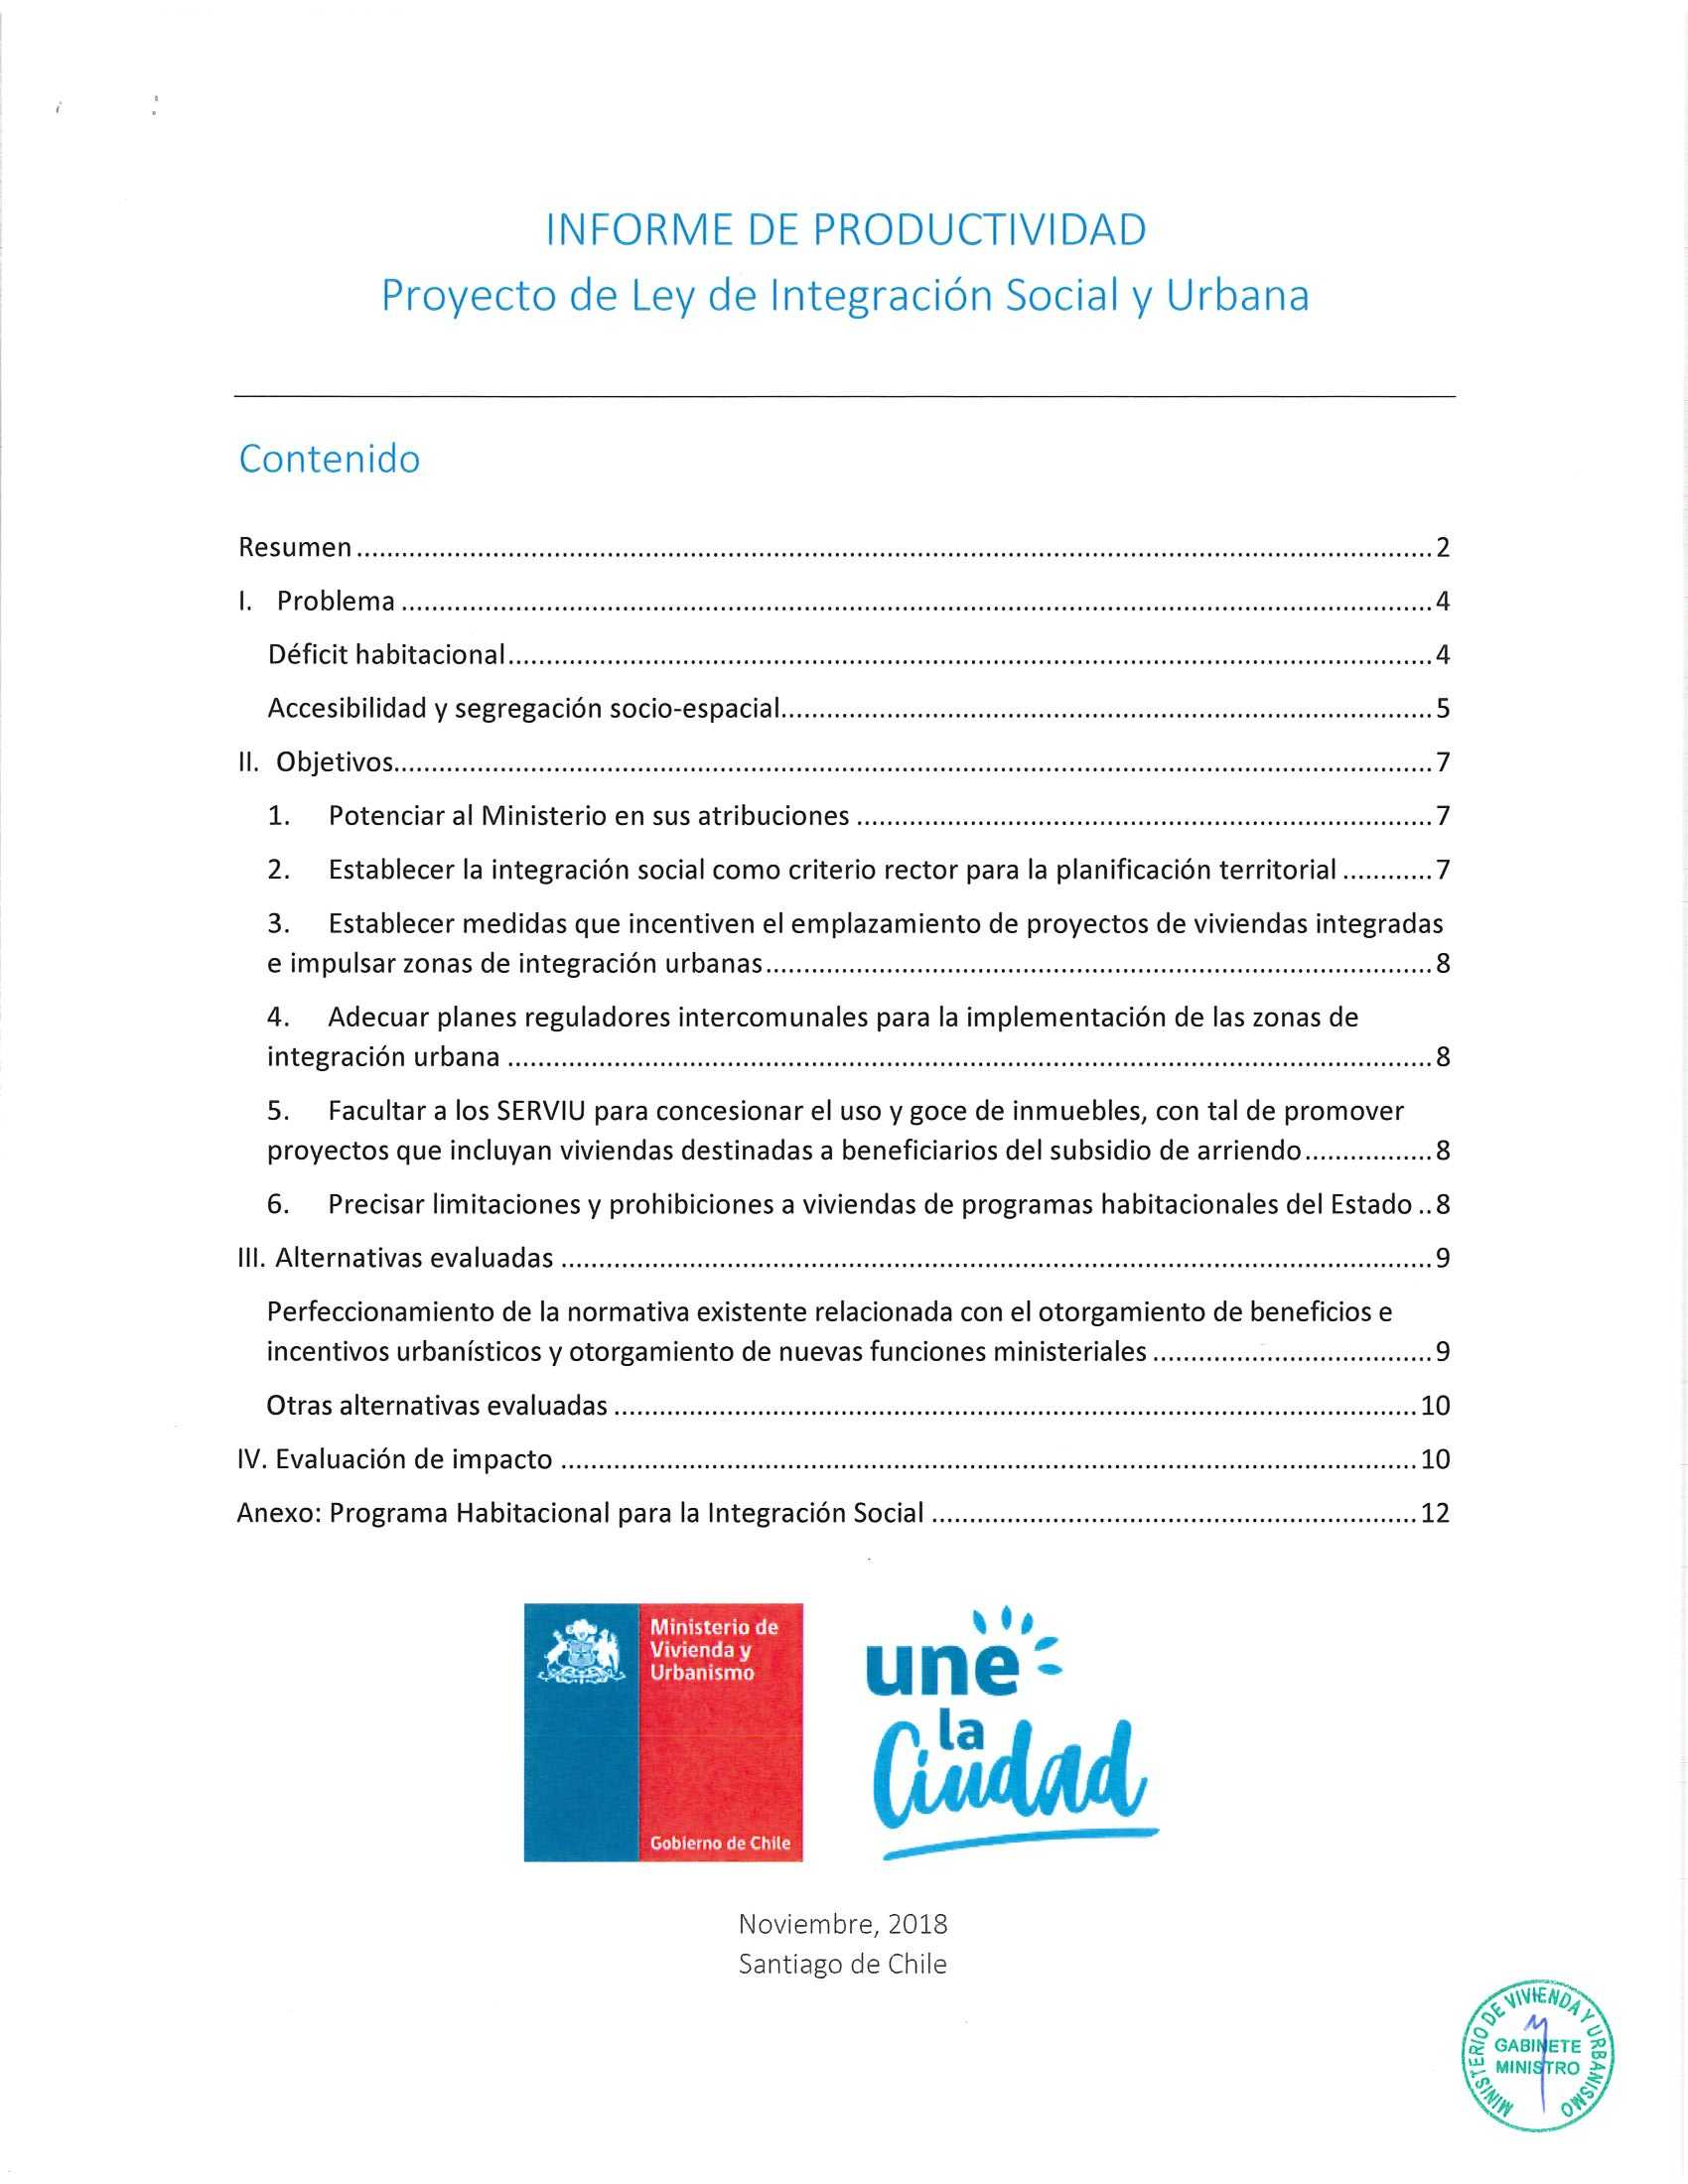 INFORME DE PRODUCTIVIDAD
Proyecto de Ley de Integración Social y Urbana
Contenido
Resumen ........................................ 2
I. Problema ........................................ 4
Déficit habitacional ........................................ 4
Accesibilidad y segregación socio-espacial ........................................ 5
II. Objetivos ........................................ 7
1. Potenciar al Ministerio en sus atribuciones ........................................ 7
2. Establecer la integración social como criterio rector para la planificación territorial ............ 7
3. Establecer medidas que incentiven el emplazamiento de proyectos de viviendas integradas
e impulsar zonas de integración urbanas ........................................ 8
4. Adecuar planes reguladores intercomunales para la implementación de las zonas de
integración urbana ........................................ 8
5. Facultar a los SERVIU para concesionar el uso y goce de inmuebles, con tal de promover
proyectos que incluyan viviendas destinadas a beneficiarios del subsidio de arriendo ................. 8
6. Precisar limitaciones y prohibiciones a viviendas de programas habitacionales del Estado .. 8
III. Alternativas evaluadas ........................................ 9
Perfeccionamiento de la normativa existente relacionada con el otorgamiento de beneficios e
incentivos urbanísticos y otorgamiento de nuevas funciones ministeriales ........................................ 9
Otras alternativas evaluadas ........................................ 10
IV. Evaluación de impacto ........................................ 10
Anexo: Programa Habitacional para la Integración Social ........................................ 12
Ministerio de
Vivienda y
Urbanismo
Gobierno de Chile
une
la
Ciudad
Noviembre, 2018
Santiago de Chile
MINISTERIO DE VIVIENDA Y URBANISMO
GABINETE
MINISTRO